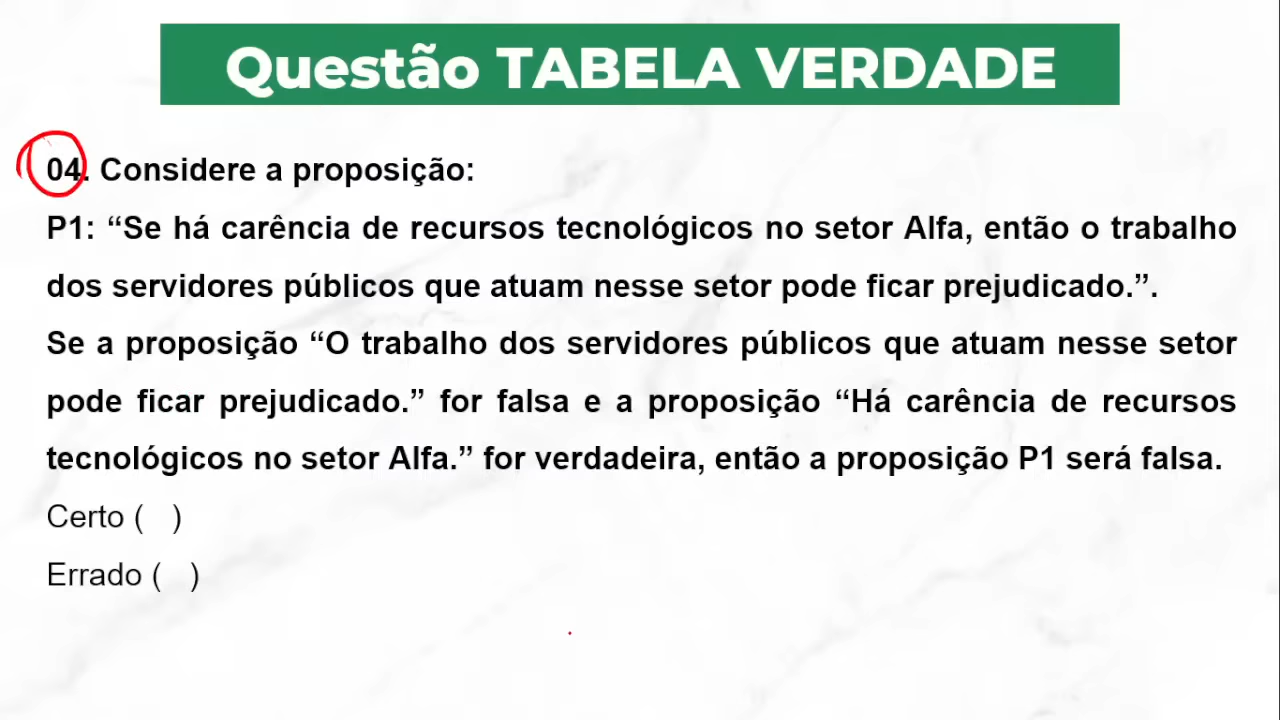 Questão TABELA VERDADE
04. Considere a proposição:
P1: “Se há carência de recursos tecnológicos no setor Alfa, então o trabalho
dos servidores públicos que atuam nesse setor pode ficar prejudicado.”.
Se a proposição “O trabalho dos servidores públicos que atuam nesse setor
pode ficar prejudicado.” for falsa e a proposição “Há carência de recursos
tecnológicos no setor Alfa.” for verdadeira, então a proposição P1 será falsa.
Certo (   )
Errado (   )